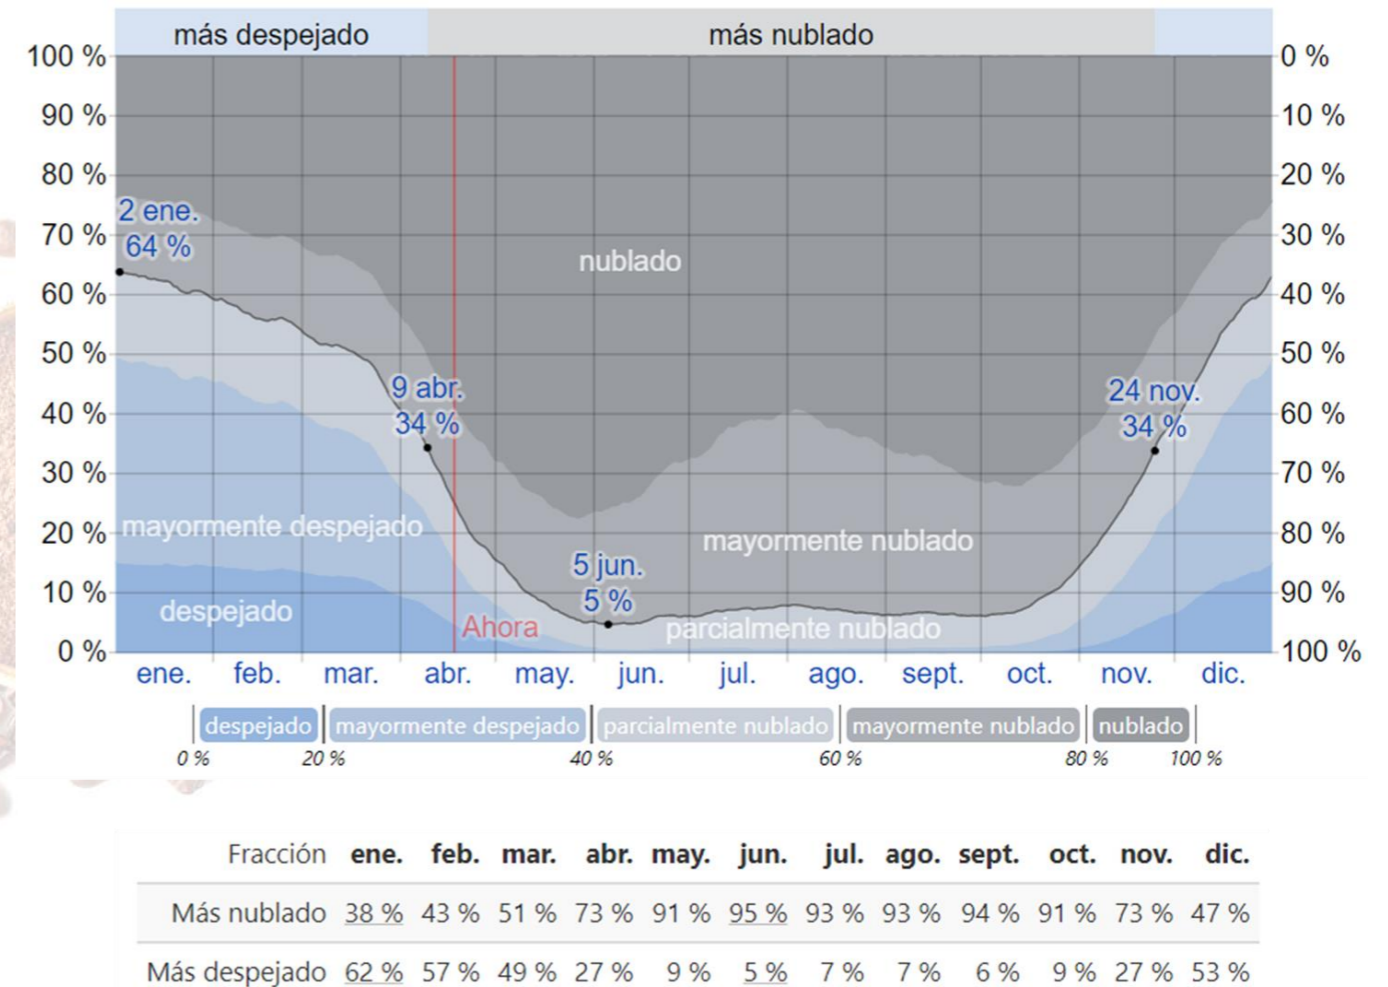 más despejado más nublado
100 % 0 %
90 % 10 %
80 % 20 %
2 ene.
70 % 30 %
64 %
nublado
60 % 40 %
50 % 50 %
9 abr. 24 nov.
40 % 60 %
34 % 34 %
30 % 70 %
mayormente despejado
20 % 80 %
mayormente nublado
5 jun.
10 % 90 %
5 %
despejado
Ahora parcialmente nublado
0 % 100 %
ene. feb. mar. abr. may. jun. jul. ago. sept. oct. nov. dic.
despejado mayormente despejado parcialmente nublado mayormente nublado nublado
0 % 20 % 40 % 60 % 80 % 100 %
Fracción ene. feb. mar. abr. may. jun. jul. ago. sept. oct. nov. dic.
Más nublado 38 % 43 % 51 % 73 % 91 % 95 % 93 % 93 % 94 % 91 % 73 % 47 %
Más despejado 62 % 57 % 49 % 27 % 9 % 5 % 7 % 7 % 6 % 9 % 27 % 53 %